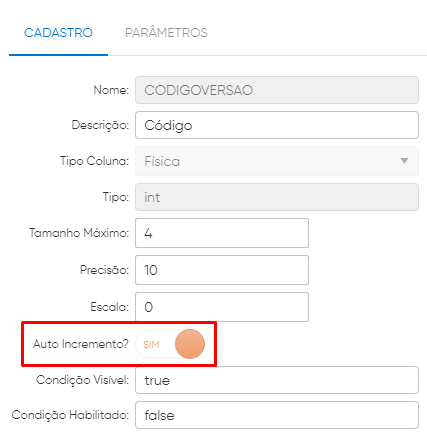 CADASTRO PARÂMETROS
Nome: CODIGOVERSAO
Descrição: Código
Tipo Coluna: Física
Tipo: int
Tamanho Máximo: 4
Precisão: 10
Escala: 0
Auto Incremento? SIM
Condição Visível: true
Condição Habilitado: false